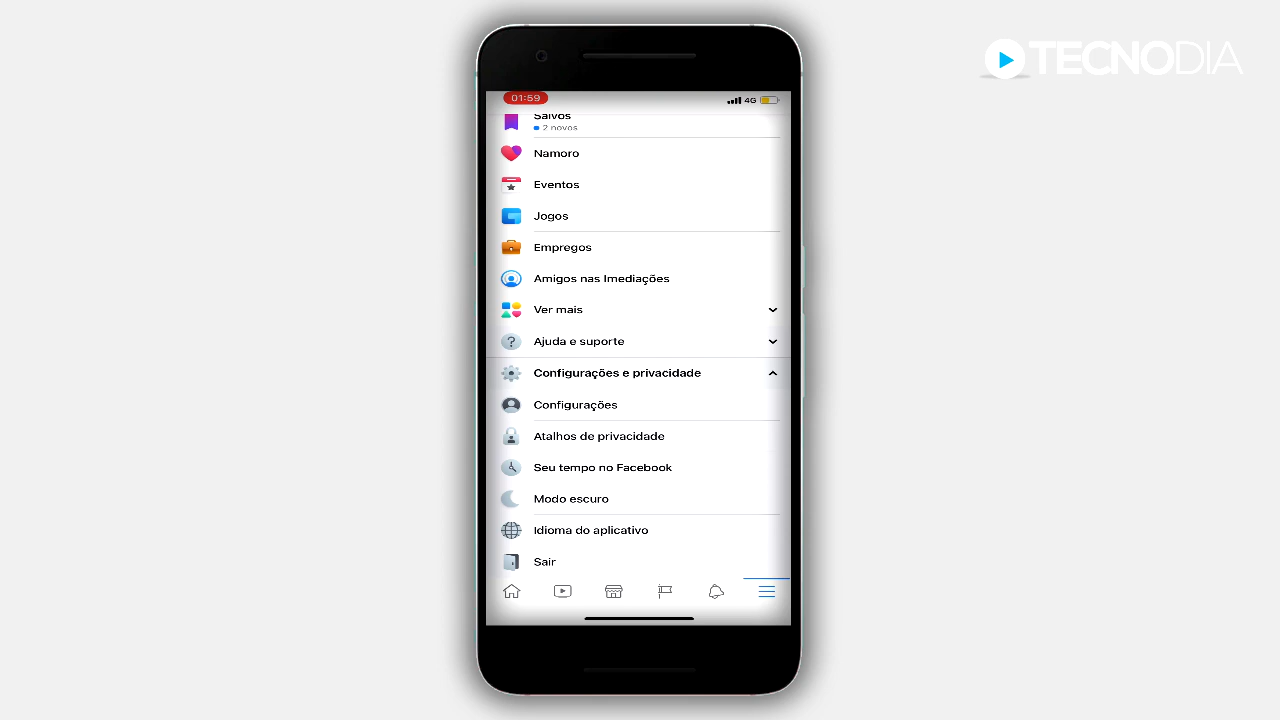 TECNODIA
01:59
4G
Salvos
2 novos
Namoro
Eventos
Jogos
Empregos
Amigos nas Imediações
Ver mais
Ajuda e suporte
Configurações e privacidade
Configurações
Atalhos de privacidade
Seu tempo no Facebook
Modo escuro
Idioma do aplicativo
Sair